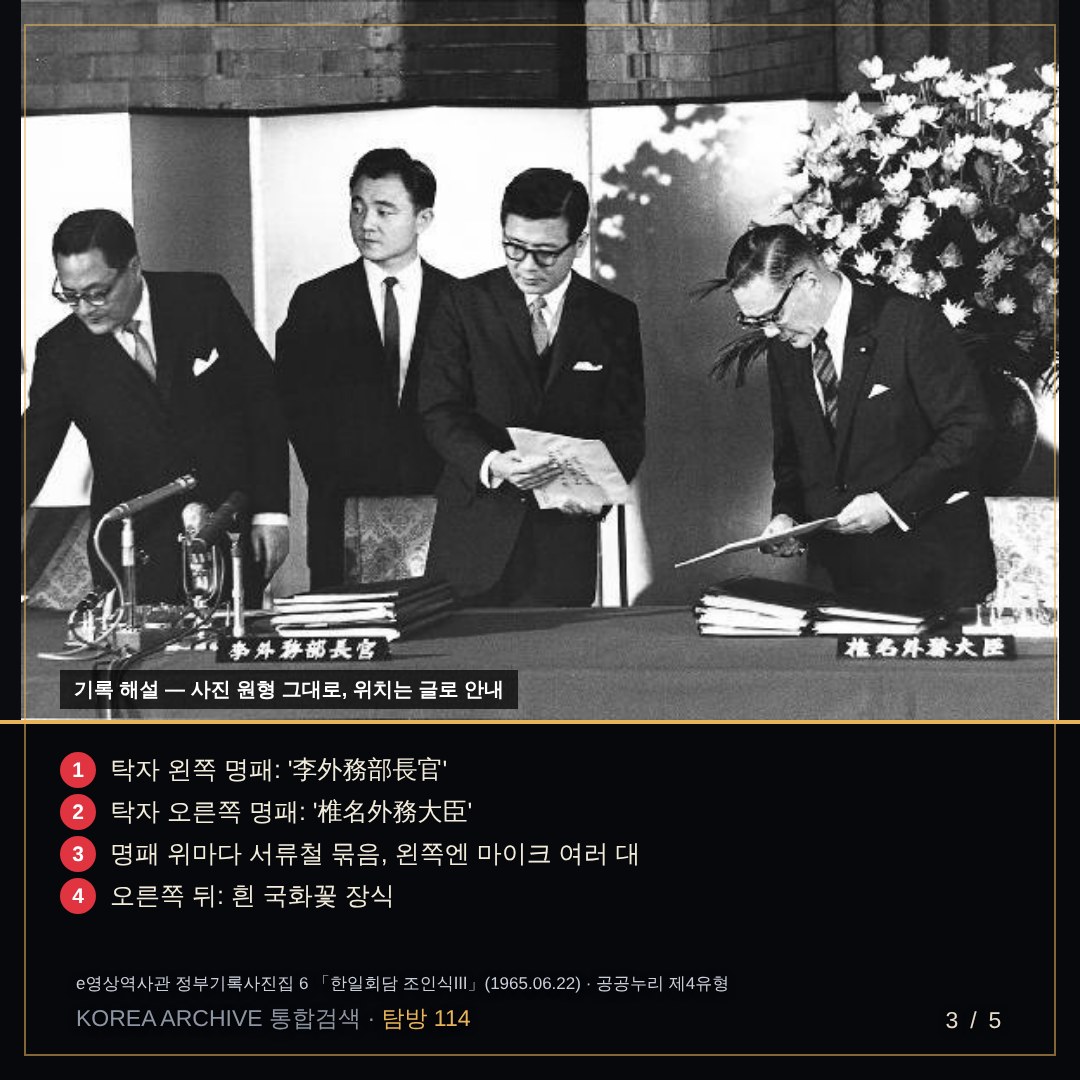 李外務部長官
椎名外務大臣
기록 해설 — 사진 원형 그대로, 위치는 글로 안내
1 탁자 왼쪽 명패: '李外務部長官'
2 탁자 오른쪽 명패: '椎名外務大臣'
3 명패 위마다 서류철 묶음, 왼쪽엔 마이크 여러 대
4 오른쪽 뒤: 흰 국화꽃 장식
e영상역사관 정부기록사진집 6 「한일회담 조인식III」(1965.06.22) · 공공누리 제4유형
KOREA ARCHIVE 통합검색 · 탐방 114
3 / 5